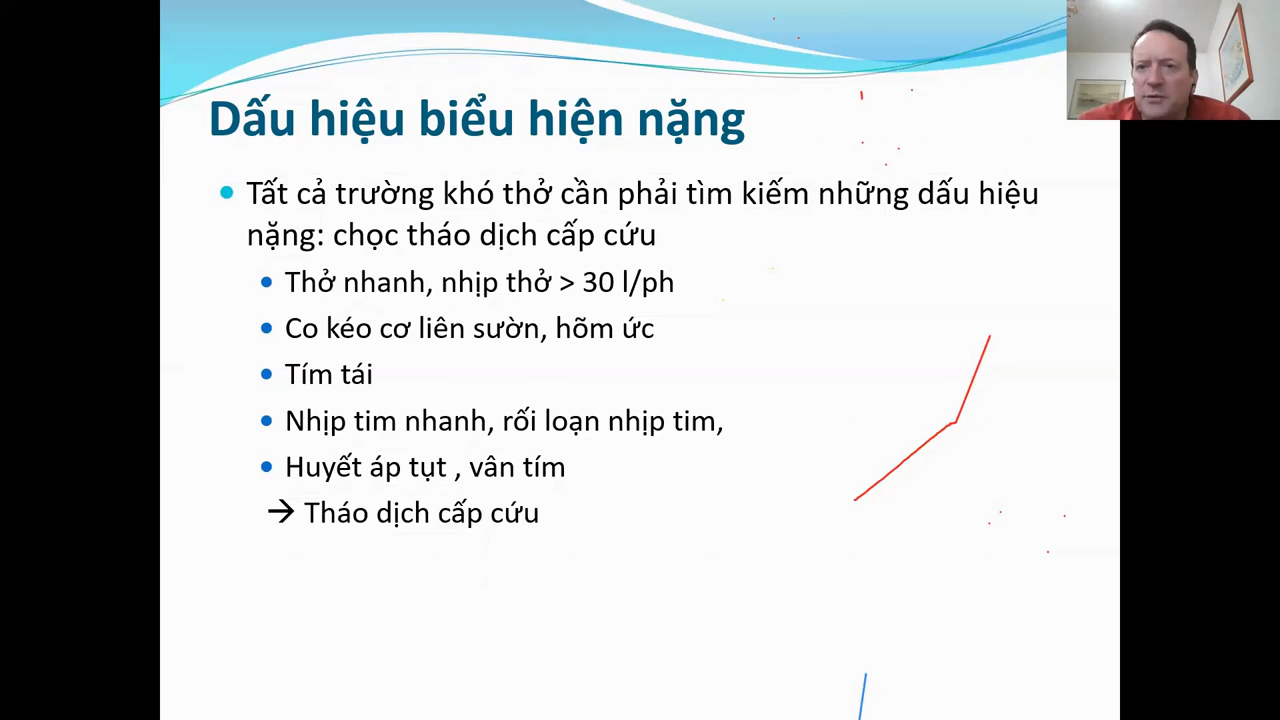 Dấu hiệu biểu hiện nặng
Tất cả trường khó thở cần phải tìm kiếm những dấu hiệu
nặng: chọc tháo dịch cấp cứu
Thở nhanh, nhịp thở > 30 l/ph
Co kéo cơ liên sườn, hõm ức
Tím tái
Nhịp tim nhanh, rối loạn nhịp tim,
Huyết áp tụt , vân tím
→ Tháo dịch cấp cứu